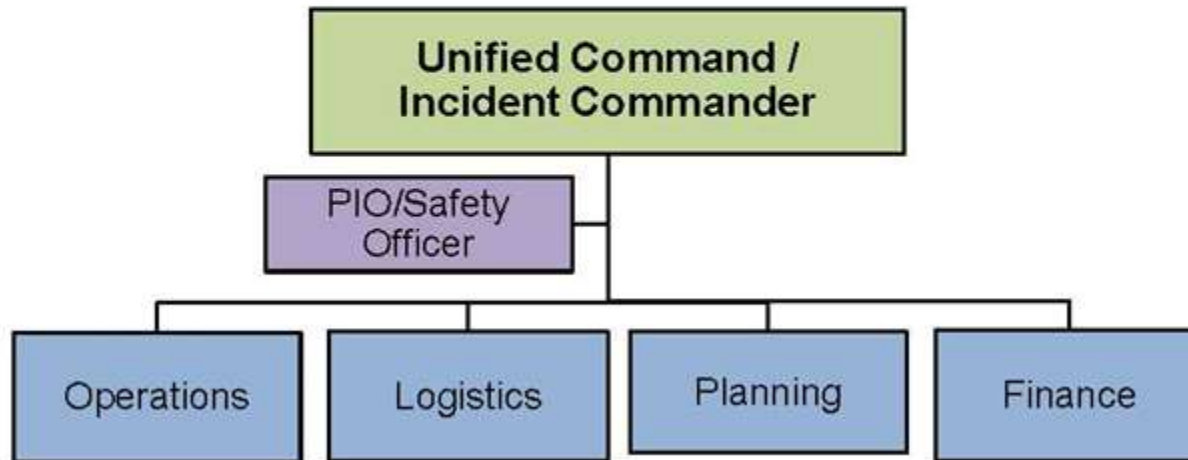 Unified Command /
Incident Commander
PIO/Safety
Officer
Operations
Logistics
Planning
Finance